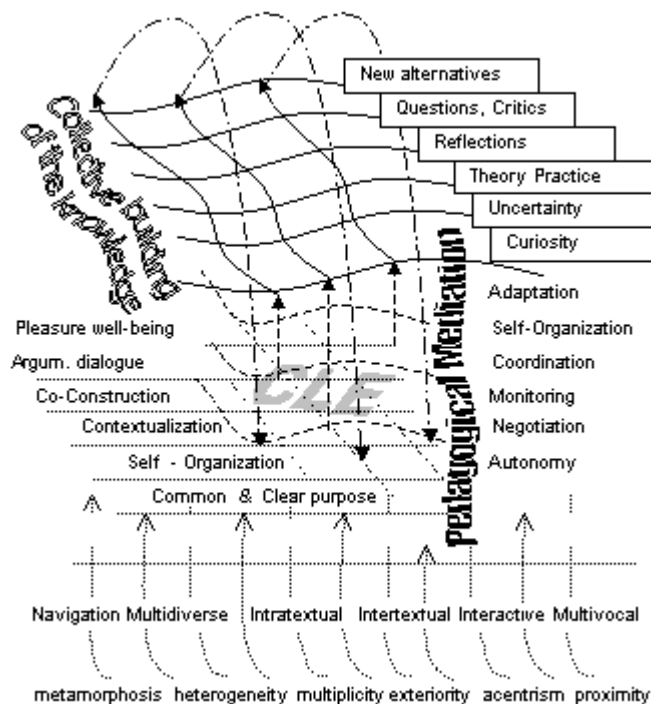 New alternatives
Questions, Critics
Reflections
Theory Practice
Uncertainty
Curiosity
Collective building
of the knowledge
Pedagogical Mediation
Adaptation
Pleasure well-being
Self-Organization
Argum. dialogue
Coordination
CLE
Co-Construction
Monitoring
Contextualization
Negotiation
Self - Organization
Autonomy
Common & Clear purpose
Navigation Multidiverse Intratextual Intertextual Interactive Multivocal
metamorphosis heterogeneity multiplicity exteriority acentrism proximity